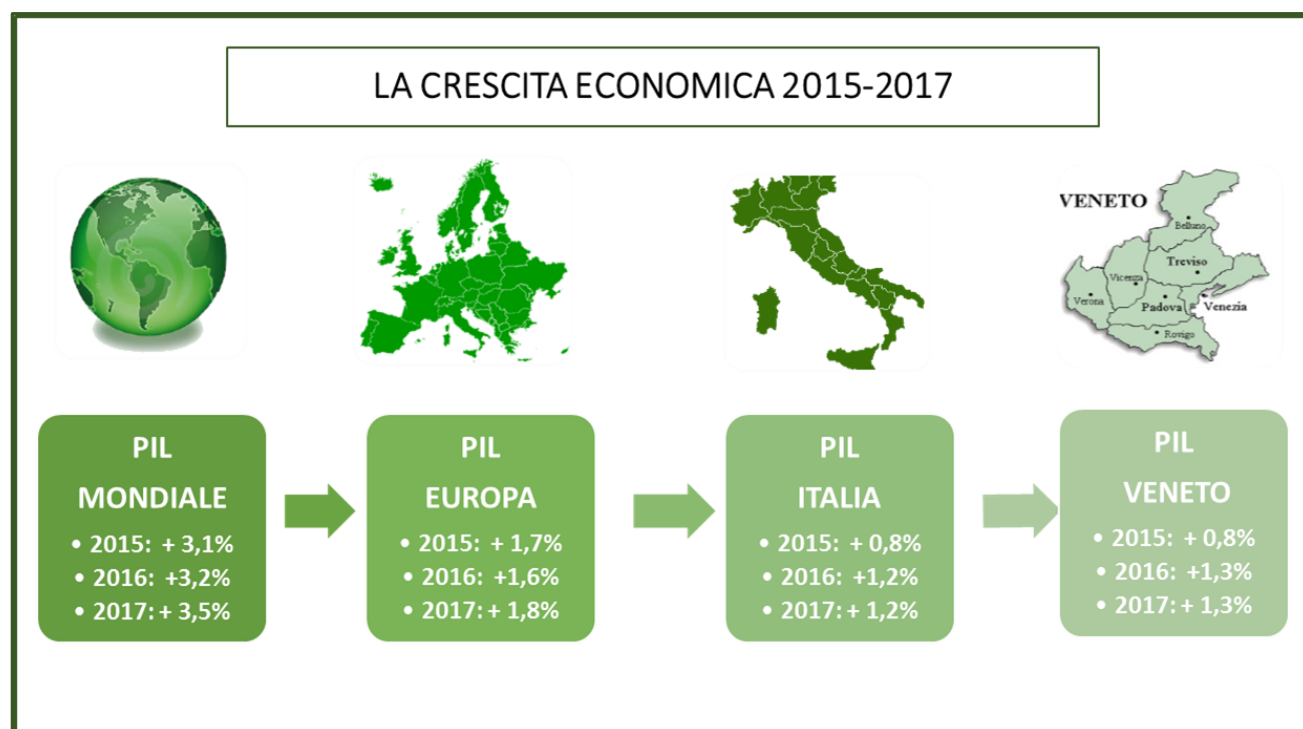 LA CRESCITA ECONOMICA 2015-2017
VENETO
Belluno
Treviso
Vicenza
Verona
Padova
Venezia
Rovigo
PIL
MONDIALE
• 2015: + 3,1%
• 2016: +3,2%
• 2017: + 3,5%
PIL
EUROPA
• 2015: + 1,7%
• 2016: +1,6%
• 2017: + 1,8%
PIL
ITALIA
• 2015: + 0,8%
• 2016: +1,2%
• 2017: + 1,2%
PIL
VENETO
• 2015: + 0,8%
• 2016: +1,3%
• 2017: + 1,3%